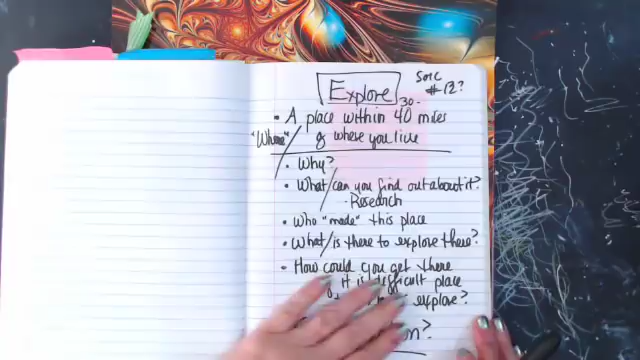 Explore
SOTC
#12?
30-
• A place within 40 miles
"Where" / of where you live
• Why?
• What / can you find out about it?
· Research
• Who "made" this place
• What / is there to explore there?
• How could you get there
it is difficult place
explore?